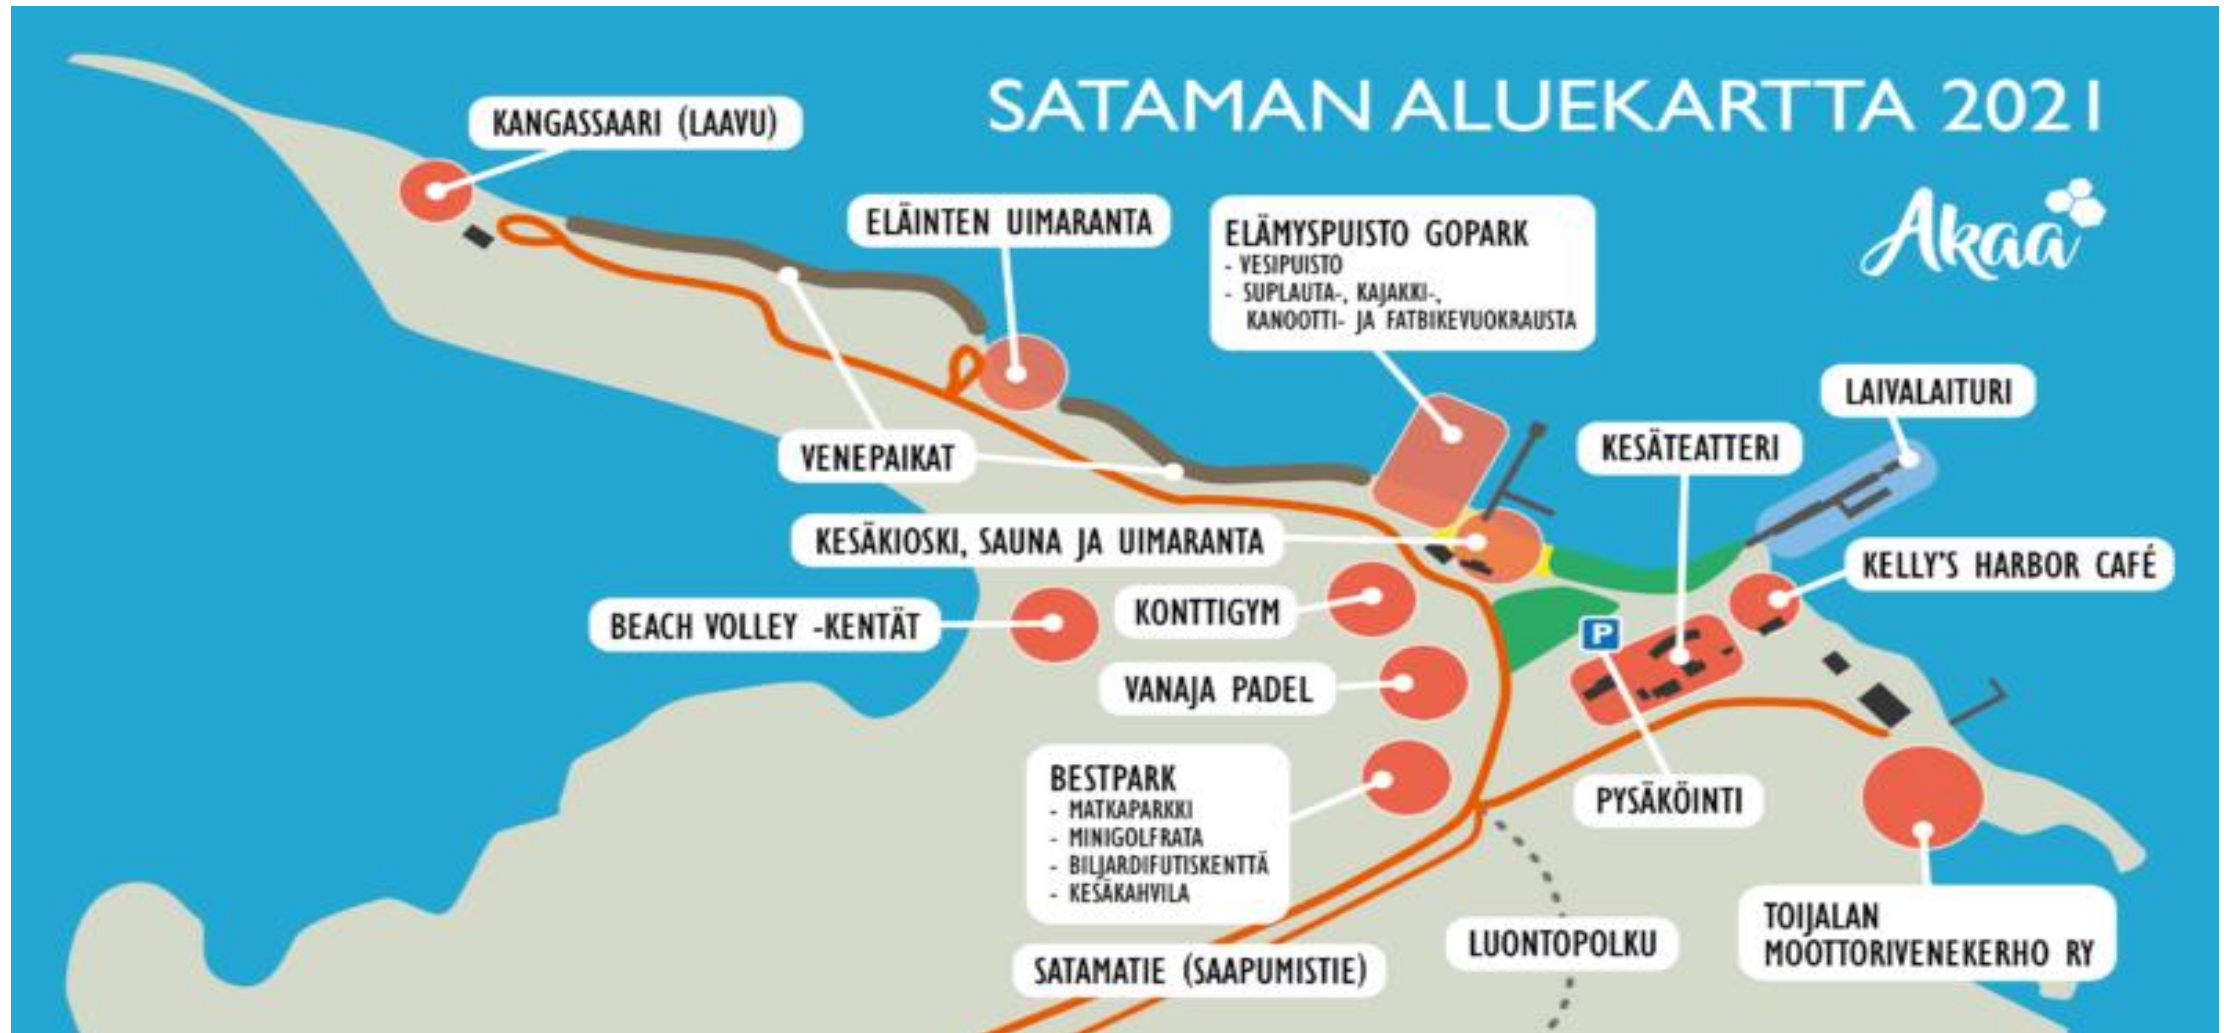 SATAMAN ALUEKARTTA 2021
Akaa
KANGASSAARI (LAAVU)
ELÄINTEN UIMARANTA
ELÄMYSPUISTO GOPARK
- VESIPUISTO
- SUPLAUTA-, KAJAKKI-,
KANOOTTI- JA FATBIKEVUOKRAUSTA
LAIVALAITURI
VENEPAIKAT
KESÄTEATTERI
KESÄKIOSKI, SAUNA JA UIMARANTA
KELLY'S HARBOR CAFÉ
BEACH VOLLEY -KENTÄT
KONTTIGYM
P
VANAJA PADEL
BESTPARK
- MATKAPARKKI
- MINIGOLFRATA
- BILJARDIFUTISKENTTÄ
- KESÄKAHVILA
PYSÄKÖINTI
TOIJALAN
MOOTTORIVENEKERHO RY
LUONTOPOLKU
SATAMATIE (SAAPUMISTIE)